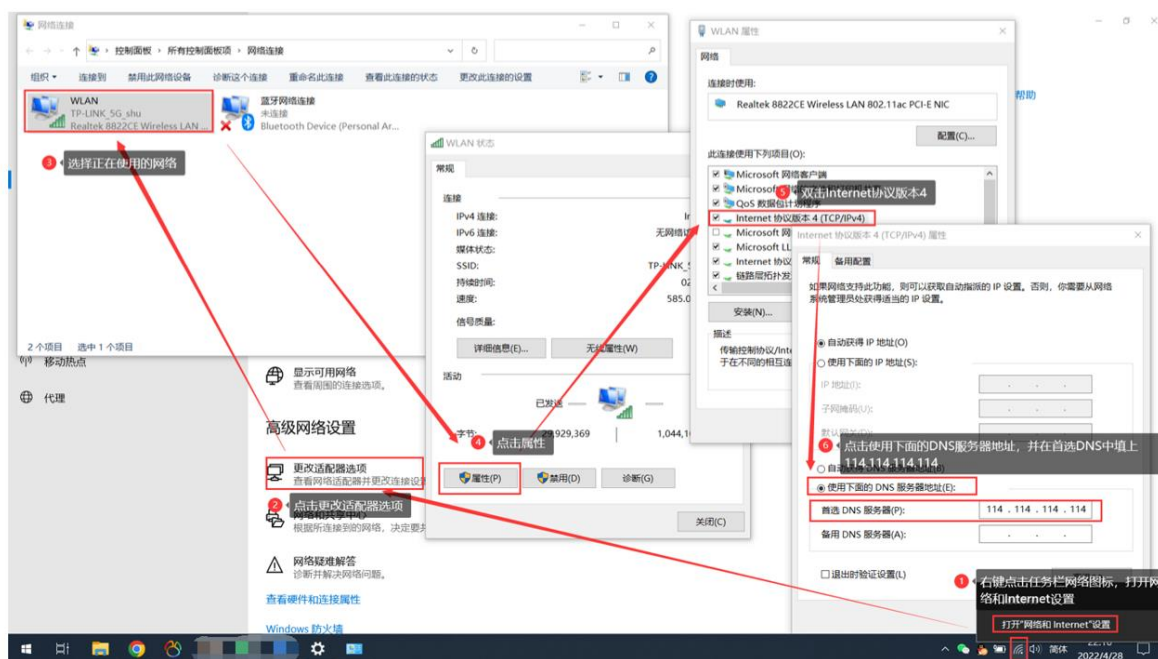 网络连接
控制面板 › 所有控制面板项 › 网络连接
组织 连接到 禁用此网络设备 诊断这个连接 重命名此连接 查看此连接的状态 更改此连接的设置
WLAN
TP-LINK_5G_shu
Realtek 8822CE Wireless LAN ...
蓝牙网络连接
未连接
Bluetooth Device (Personal Ar...
3 选择正在使用的网络
2 个项目 选中 1 个项目
移动热点
代理
显示可用网络
查看周围的连接选项。
高级网络设置
更改适配器选项
查看网络适配器并更改连接设
2 点击更改适配器选项
根据所连接到的网络，决定要
网络疑难解答
诊断并解决网络问题。
查看硬件和连接属性
Windows 防火墙
WLAN 状态
常规
连接
IPv4 连接:
IPv6 连接:
无网络
媒体状态:
SSID:
持续时间:
02
速度:
585.0
信号质量:
详细信息(E)... 无线属性(W)
活动
已发送
字节:
29,929,369
1,044,1
4 点击属性
属性(P) 禁用(D) 诊断(G)
关闭(C)
WLAN 属性
网络
连接时使用:
Realtek 8822CE Wireless LAN 802.11ac PCI-E NIC
配置(C)...
此连接使用下列项目(O):
Microsoft 网络客户端
Microsof
QoS 数据包计划程序
5 双击Internet协议版本4
Internet 协议版本 4 (TCP/IPv4)
Microsoft 网
Microsoft LL
Internet 协议
链路层拓扑发
安装(N)...
描述
传输控制协议/Inte
于在不同的相互连
帮助
Internet 协议版本 4 (TCP/IPv4) 属性
常规 备用配置
如果网络支持此功能，则可以获取自动指派的 IP 设置。否则，你需要从网络
系统管理员处获得适当的 IP 设置。
自动获得 IP 地址(O)
使用下面的 IP 地址(S):
IP 地址(I):
子网掩码(U):
6 点击使用下面的DNS服务器地址，并在首选DNS中填上
114.114.114.114
使用下面的 DNS 服务器地址(E):
首选 DNS 服务器(P): 114 . 114 . 114 . 114
备用 DNS 服务器(A):
退出时验证设置(L)
1 右键点击任务栏网络图标，打开网
络和Internet设置
打开"网络和 Internet"设置
简体
2022/4/28